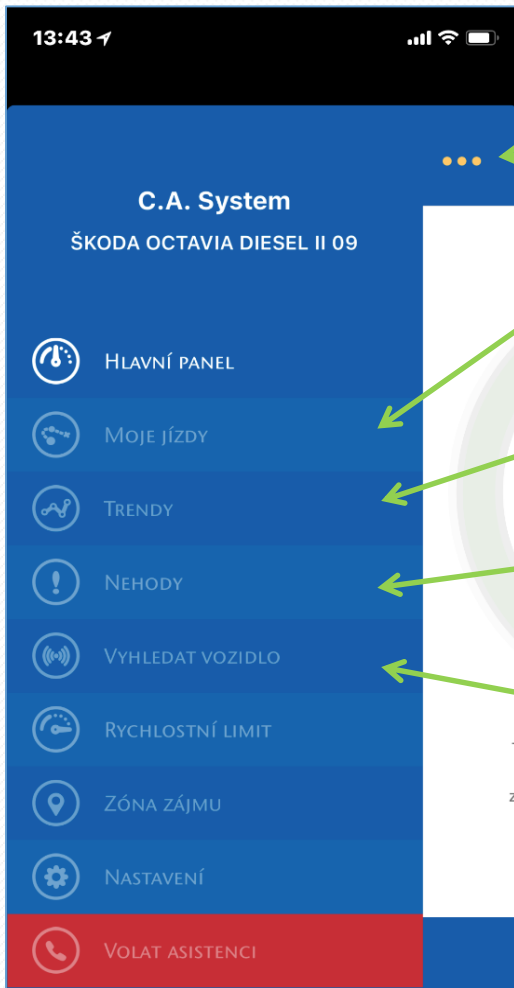 13:43
C.A. System
ŠKODA OCTAVIA DIESEL II 09
HLAVNÍ PANEL
MOJE JÍZDY
TRENDY
NEHODY
VYHLEDAT VOZIDLO
RYCHLOSTNÍ LIMIT
ZÓNA ZÁJMU
NASTAVENÍ
VOLAT ASISTENCI